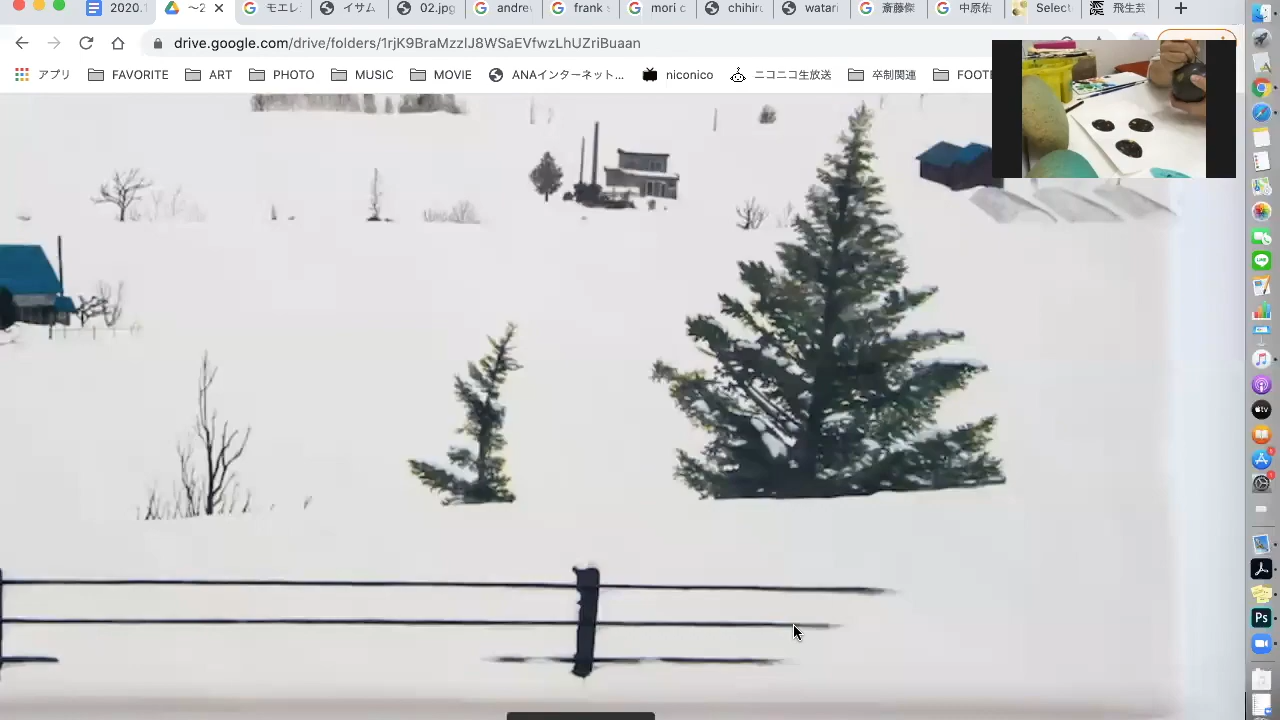 2020.1 ～2 モエレ イサム 02.jpg andre frank s mori c chihiro watari 斎藤傑 中原佑 Select 飛生芸
drive.google.com/drive/folders/
アプリ FAVORITE ART PHOTO MUSIC MOVIE ANAインターネット... niconico ニコニコ生放送 卒制関連 FOOT